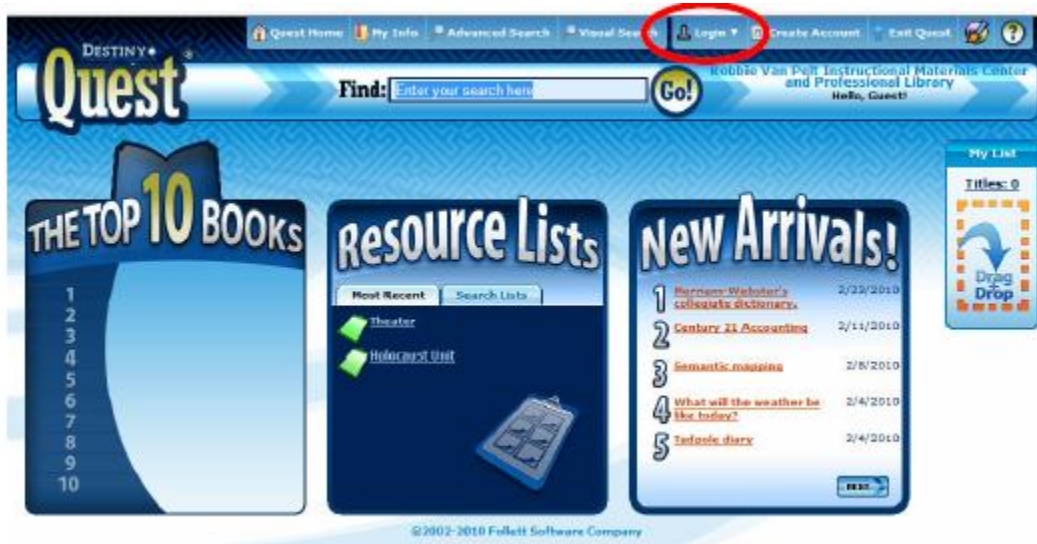 Quest Home My Info Advanced Search Visual Search Login Create Account Exit Quest
DESTINY
Quest
Find: Enter your search here Go!
Robbie Van Pelt Instructional Materials Center
and Professional Library
Hello, Guest!
My List
Titles: 0
Drag
+
Drop
THE TOP 10 BOOKS
1
2
3
4
5
6
7
8
9
10
Resource Lists
Most Recent Search Lists
Theater
Holocaust Unit
New Arrivals!
1 Merriam-Webster's 2/23/2010
collegiate dictionary.
2 Century 21 Accounting 2/11/2010
3 Semantic mapping 2/8/2010
4 What will the weather be 2/4/2010
like today?
5 Tadpole diary 2/4/2010
©2002-2010 Follett Software Company